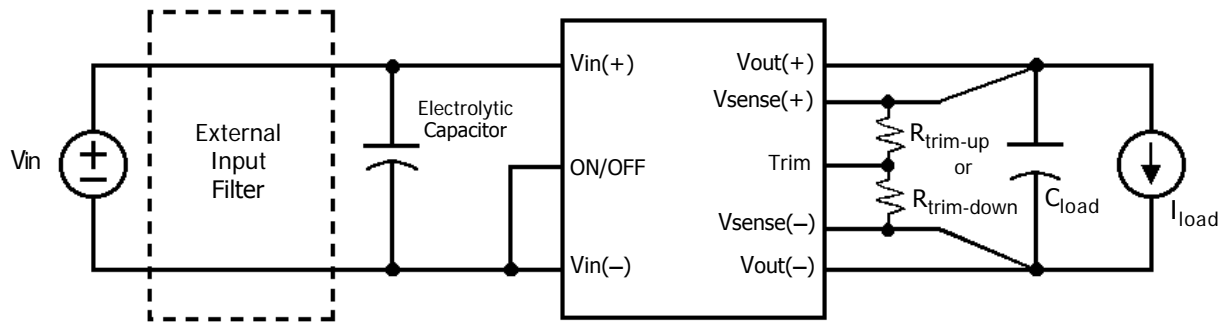 Vin
External
Input
Filter
Electrolytic
Capacitor
Vin(+)
ON/OFF
Vin(–)
Vout(+)
Vsense(+)
Trim
Vsense(–)
Vout(–)
Rtrim-up
or
Rtrim-down
Cload
Iload